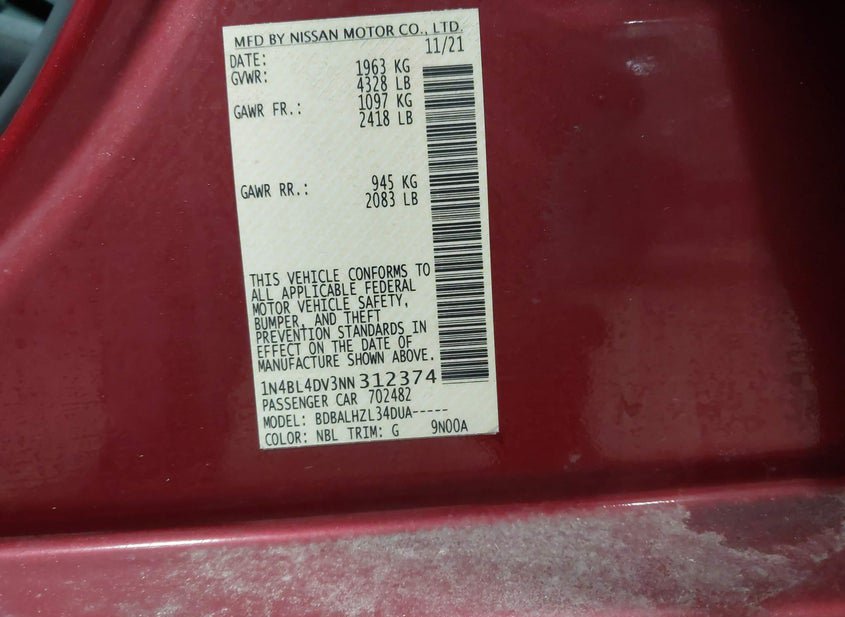 MFD BY NISSAN MOTOR CO., LTD.
DATE: 11/21
GVWR: 1963 KG
4328 LB
GAWR FR.: 1097 KG
2418 LB
GAWR RR.: 945 KG
2083 LB
THIS VEHICLE CONFORMS TO
ALL APPLICABLE FEDERAL
MOTOR VEHICLE SAFETY,
BUMPER, AND THEFT
PREVENTION STANDARDS IN
EFFECT ON THE DATE OF
MANUFACTURE SHOWN ABOVE.
1N4BL4DV3NN312374
PASSENGER CAR 702482
MODEL: BDBALHZL34DUA-----
COLOR: NBL TRIM: G 9N00A